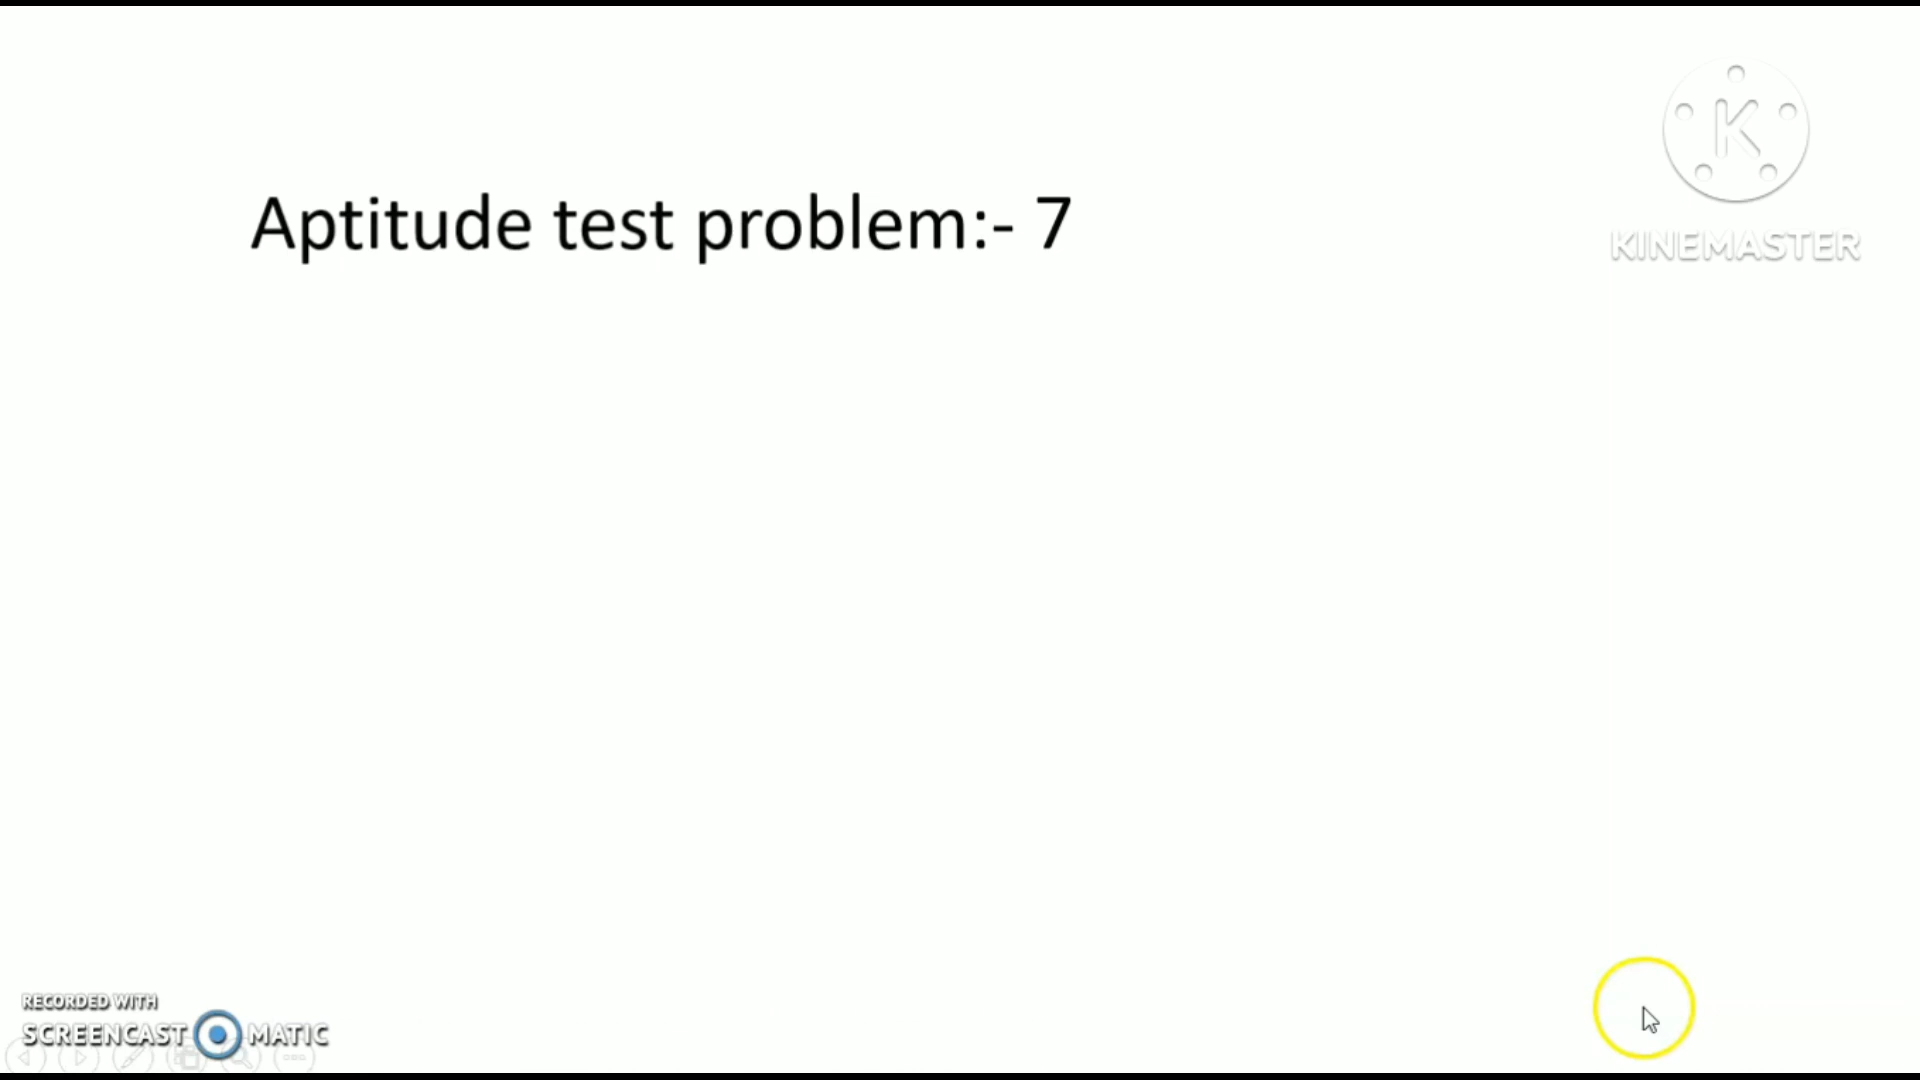 Aptitude test problem:- 7
K
KINEMASTER
RECORDED WITH
SCREENCAST MATIC